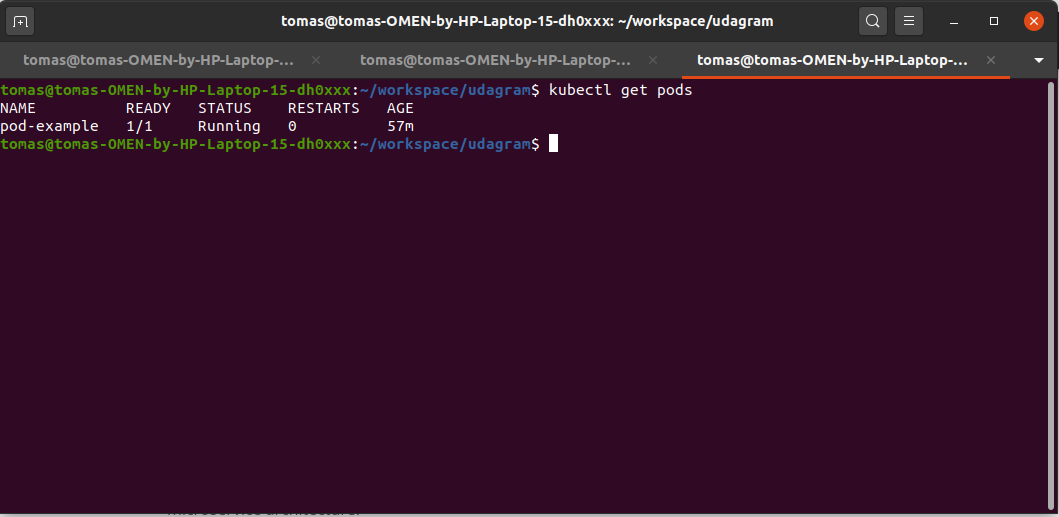 tomas@tomas-OMEN-by-HP-Laptop-15-dh0xxx: ~/workspace/udagram
tomas@tomas-OMEN-by-HP-Laptop-... tomas@tomas-OMEN-by-HP-Laptop-... tomas@tomas-OMEN-by-HP-Laptop-...
tomas@tomas-OMEN-by-HP-Laptop-15-dh0xxx:~/workspace/udagram$ kubectl get pods
NAME READY STATUS RESTARTS AGE
pod-example 1/1 Running 0 57m
tomas@tomas-OMEN-by-HP-Laptop-15-dh0xxx:~/workspace/udagram$